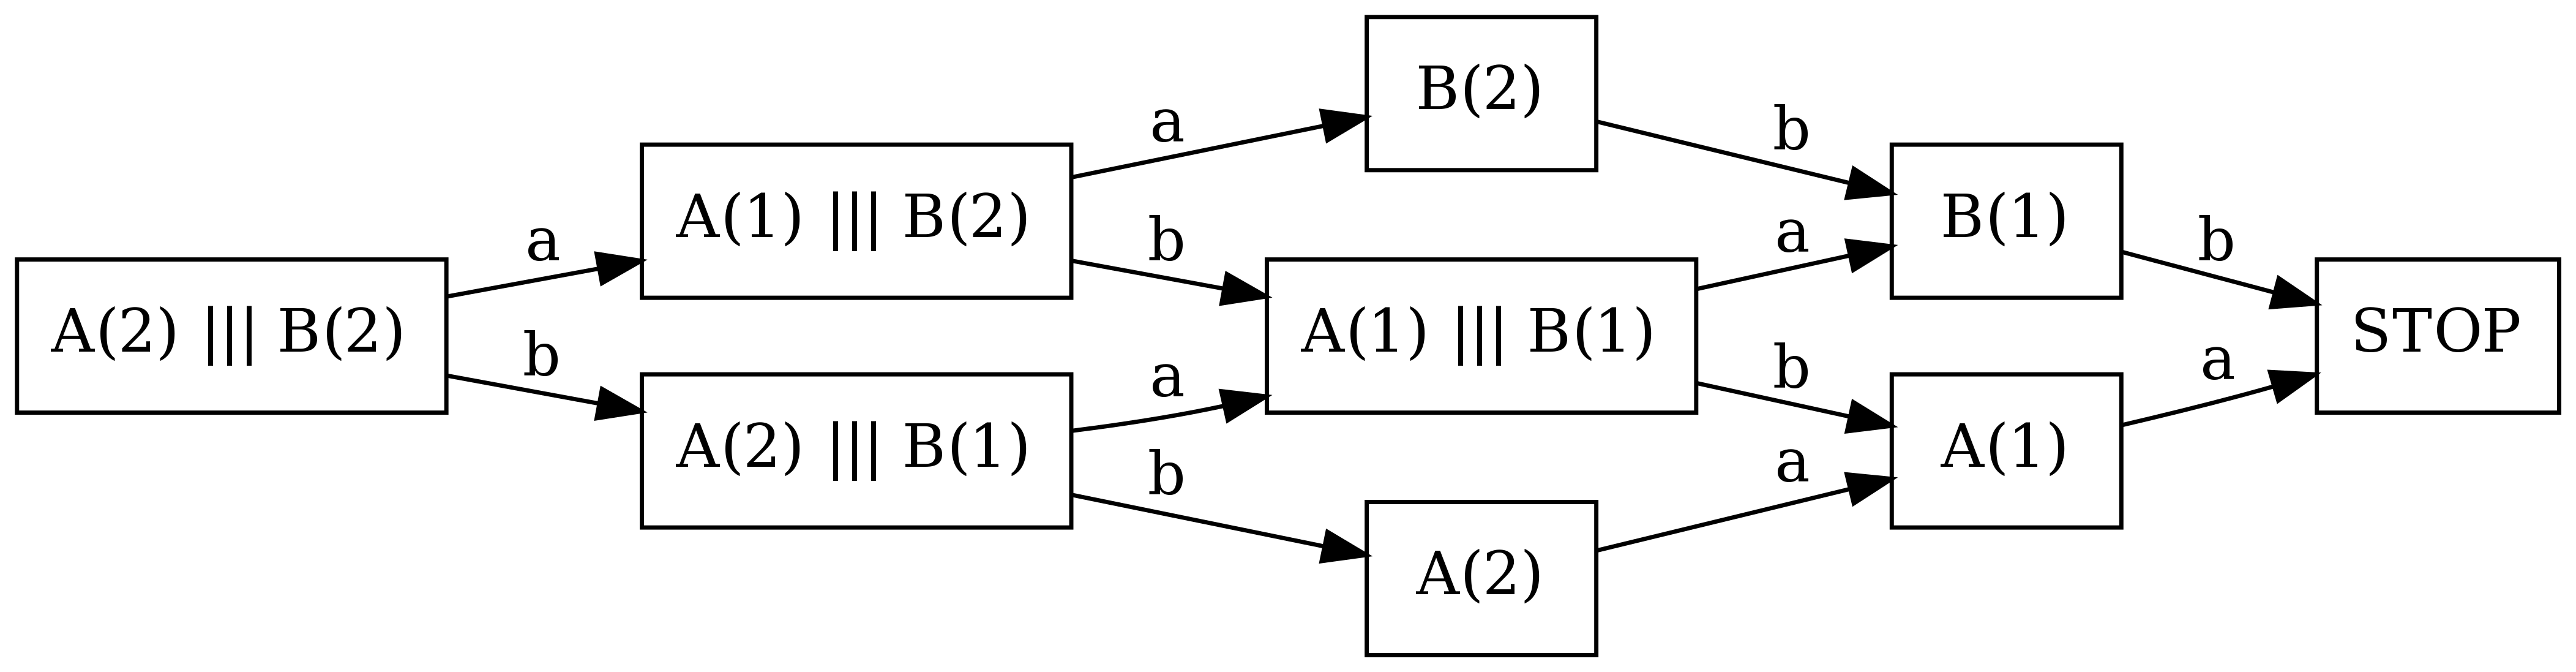 B(2)
a
b
A(1) ||| B(2)
B(1)
a
b
a
b
A(2) ||| B(2)
A(1) ||| B(1)
STOP
b
a
b
a
A(2) ||| B(1)
A(1)
b
a
A(2)